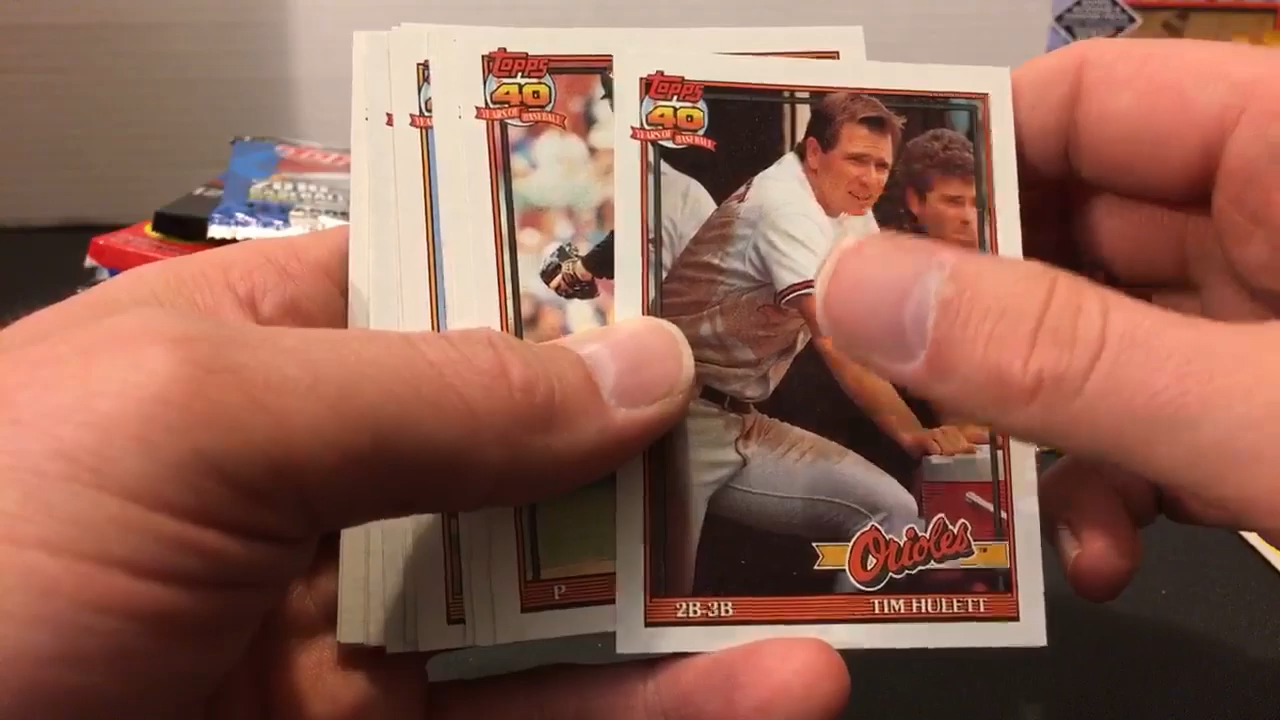 Topps
40
YEARS OF BASEBALL
Topps
40
YEARS OF BASEBALL
Orioles
P
2B-3B TIM HULETT